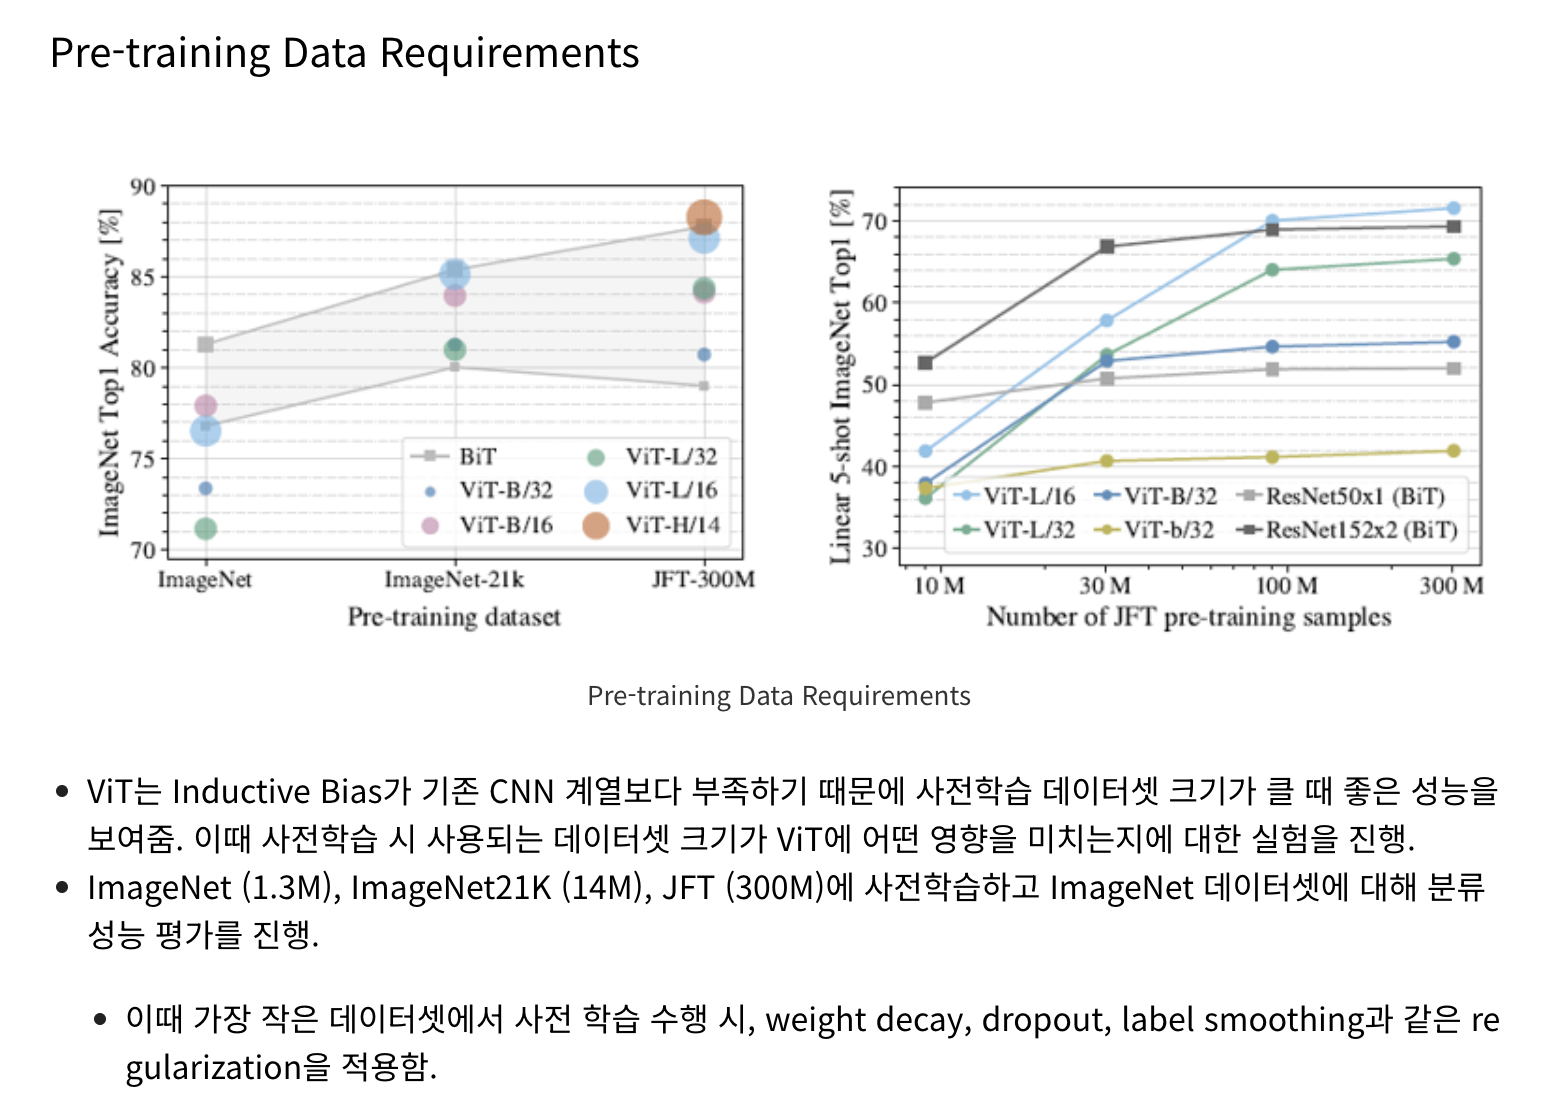 Pre-training Data Requirements
90
85
80
75
70
ImageNet Top1 Accuracy [%]
BiT
ViT-B/32
ViT-B/16
ViT-L/32
ViT-L/16
ViT-H/14
ImageNet
ImageNet-21k
JFT-300M
Pre-training dataset
70
60
50
40
30
Linear 5-shot ImageNet Top1 [%]
ViT-L/16
ViT-B/32
ResNet50x1 (BiT)
ViT-L/32
ViT-b/32
ResNet152x2 (BiT)
10 M
30 M
100 M
300 M
Number of JFT pre-training samples
Pre-training Data Requirements
• ViT는 Inductive Bias가 기존 CNN 계열보다 부족하기 때문에 사전학습 데이터셋 크기가 클 때 좋은 성능을
보여줌. 이때 사전학습 시 사용되는 데이터셋 크기가 ViT에 어떤 영향을 미치는지에 대한 실험을 진행.
• ImageNet (1.3M), ImageNet21K (14M), JFT (300M)에 사전학습하고 ImageNet 데이터셋에 대해 분류
성능 평가를 진행.
• 이때 가장 작은 데이터셋에서 사전 학습 수행 시, weight decay, dropout, label smoothing과 같은 re
gularization을 적용함.